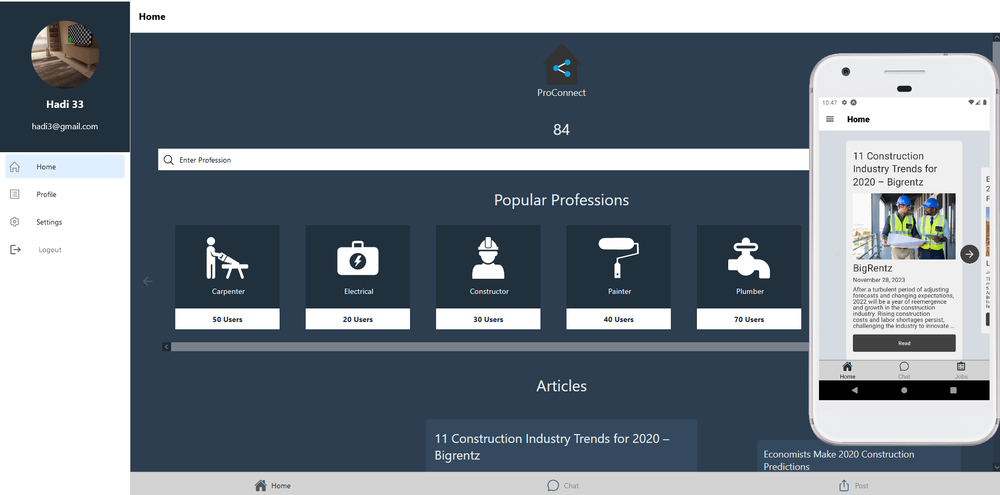 Hadi 33
hadi3@gmail.com
Home
Profile
Settings
Logout
Home
ProConnect
84
Enter Profession
Popular Professions
Carpenter
50 Users
Electrical
20 Users
Constructor
30 Users
Painter
40 Users
Plumber
70 Users
Articles
11 Construction Industry Trends for 2020 –
Bigrentz
Economists Make 2020 Construction
Predictions
Home
Chat
Post
10:47
Home
11 Construction
Industry Trends for
2020 – Bigrentz
BigRentz
November 28, 2023
After a turbulent period of adjusting
forecasts and changing expectations,
2022 will be a year of reemergence
and growth in the construction
industry. Rising construction
costs and labor shortages persist,
challenging the industry to innovate ...
Read
Home
Chat
Jobs